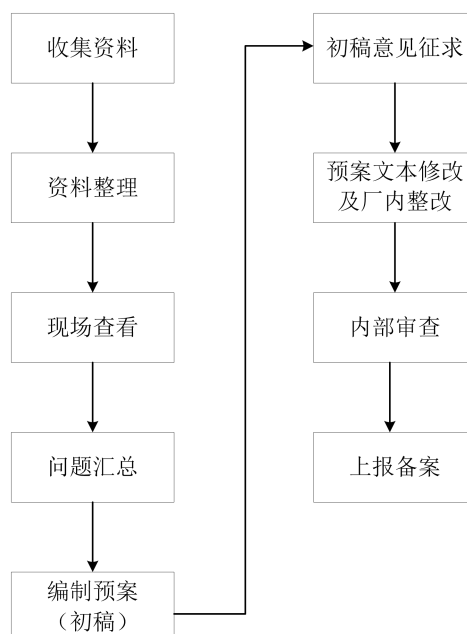 收集资料
资料整理
现场查看
问题汇总
编制预案
（初稿）
初稿意见征求
预案文本修改
及厂内整改
内部审查
上报备案